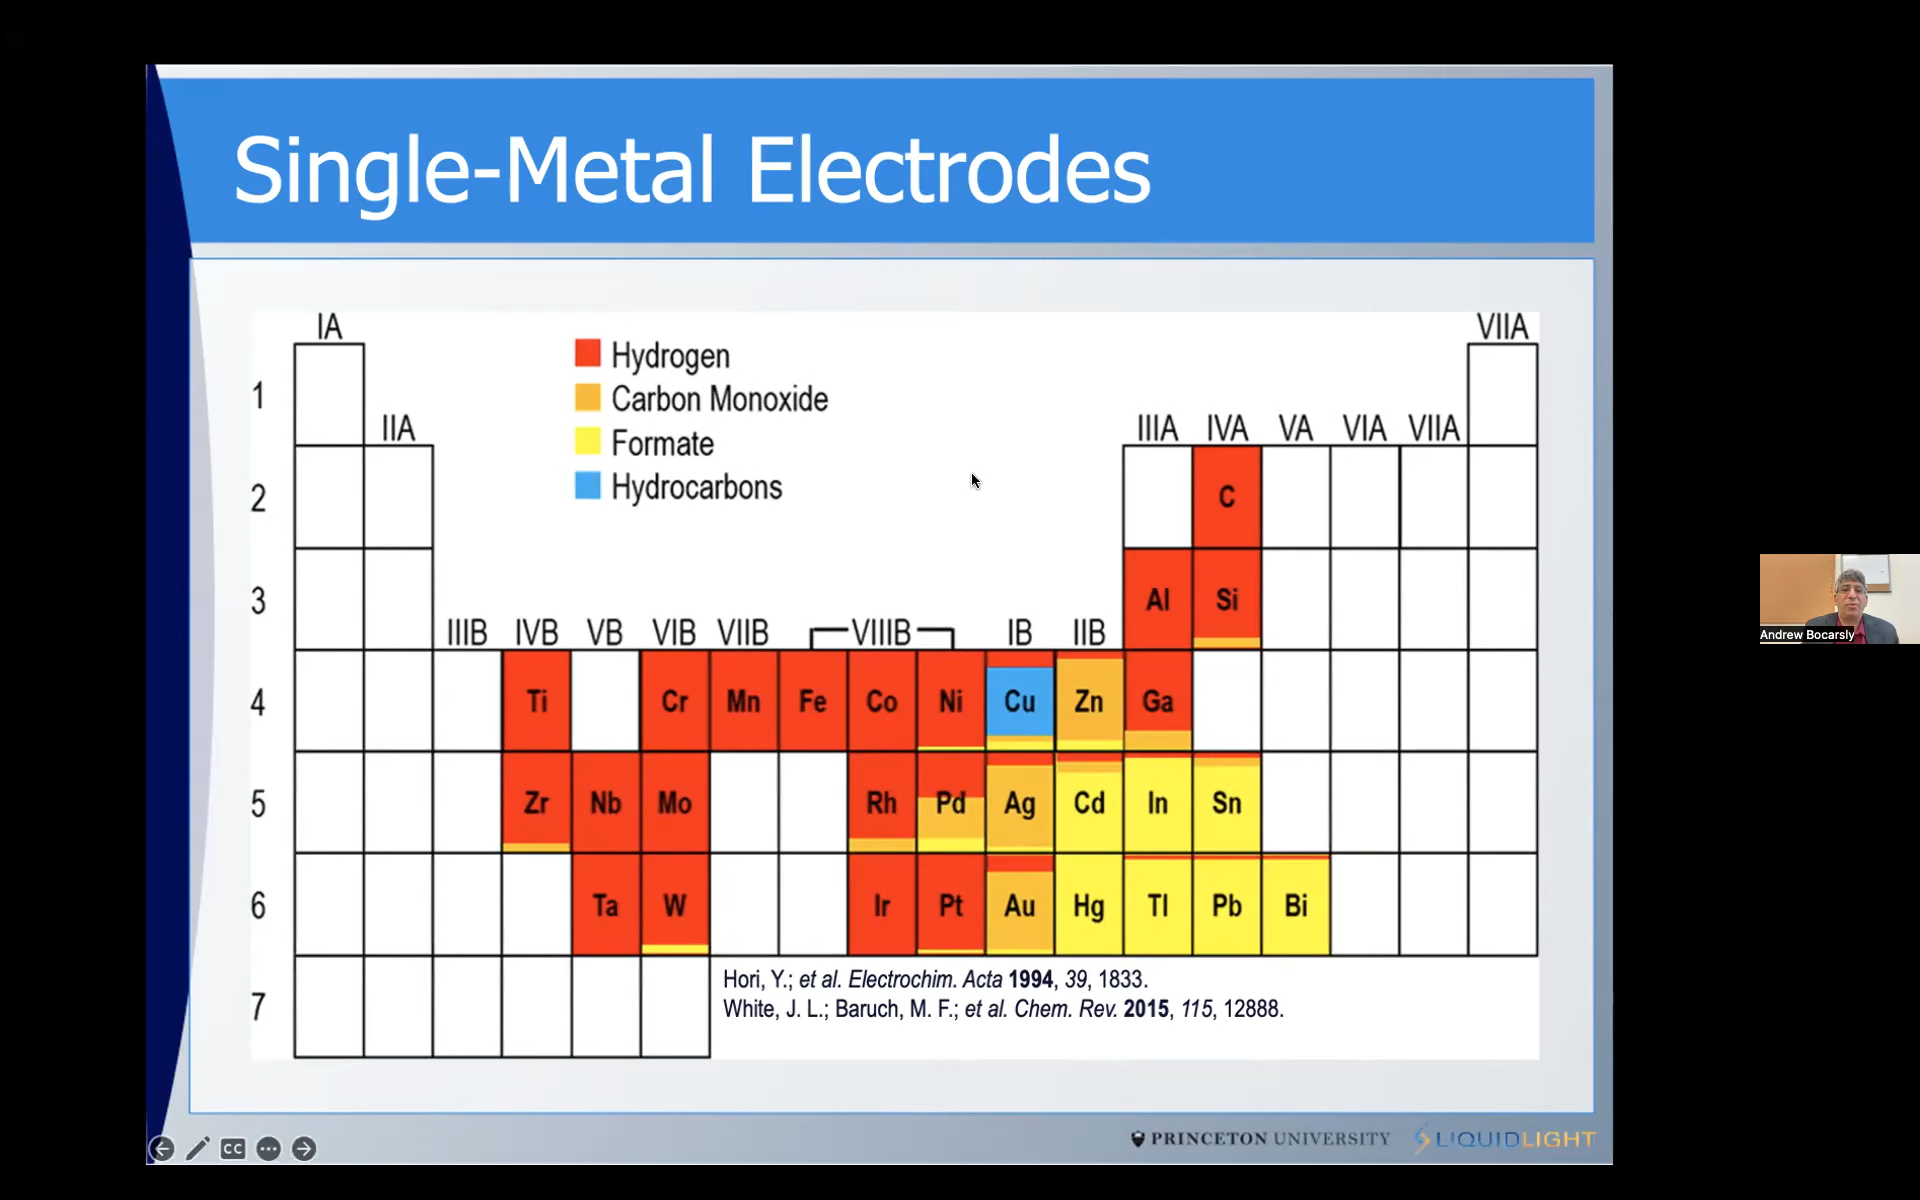 Single-Metal Electrodes
IA
VIIA
Hydrogen
1
Carbon Monoxide
IIA
IIIA IVA VA VIA VIIA
Formate
Hydrocarbons
2
C
3
Al Si
IIIB IVB VB VIB VIIB VIIIB IB IIB
4
Ti Cr Mn Fe Co Ni Cu Zn Ga
5
Zr Nb Mo Rh Pd Ag Cd In Sn
6
Ta W Ir Pt Au Hg Tl Pb Bi
7
Hori, Y.; et al. Electrochim. Acta 1994, 39, 1833.
White, J. L.; Baruch, M. F.; et al. Chem. Rev. 2015, 115, 12888.
CC
PRINCETON UNIVERSITY
LIQUIDLIGHT
Andrew Bocarsly